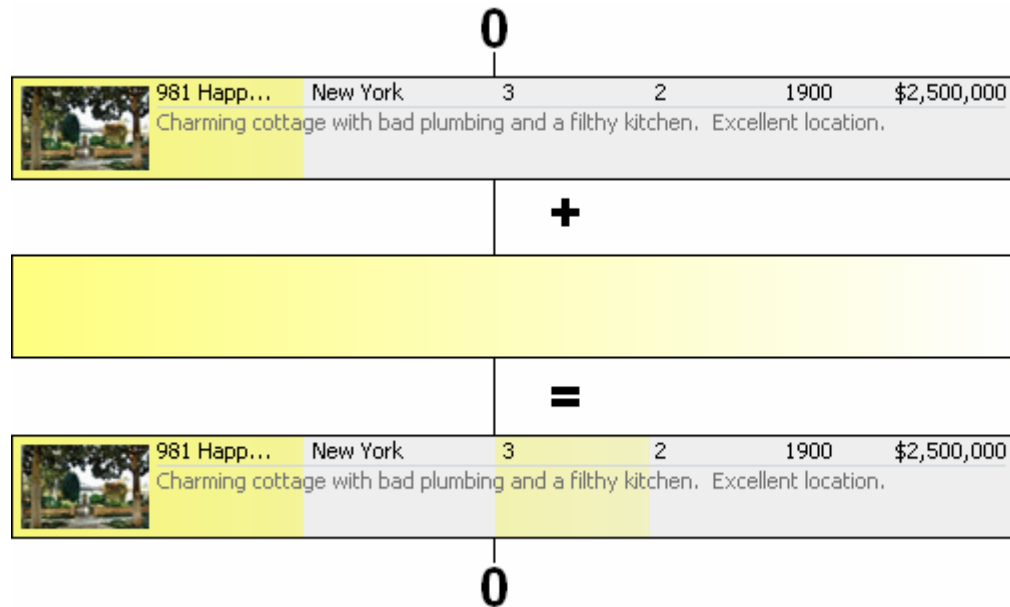 0
981 Happ... New York 3 2 1900 $2,500,000
Charming cottage with bad plumbing and a filthy kitchen.  Excellent location.
+
=
981 Happ... New York 3 2 1900 $2,500,000
Charming cottage with bad plumbing and a filthy kitchen.  Excellent location.
0